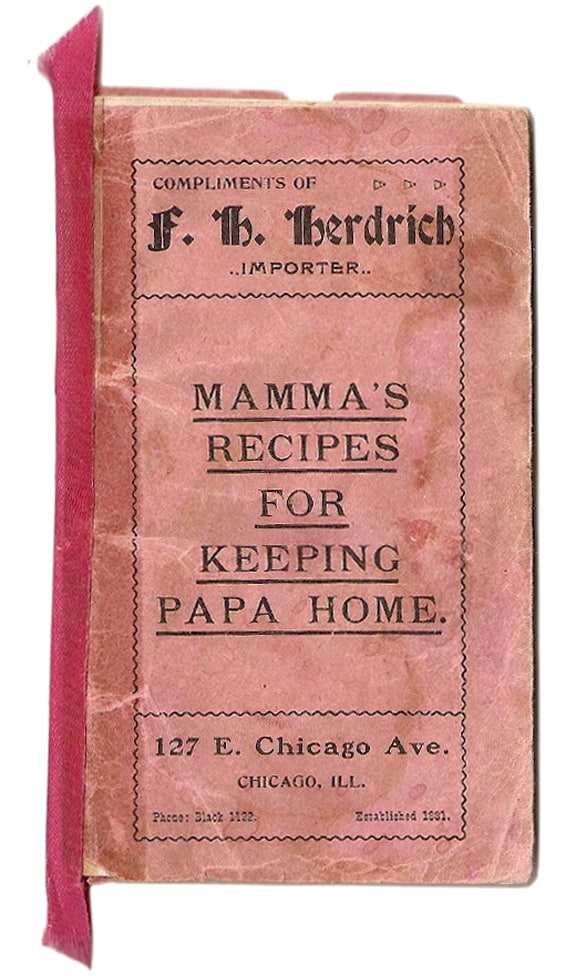 COMPLIMENTS OF
F. H. Herdrich
..IMPORTER..
MAMMA'S
RECIPES
FOR
KEEPING
PAPA HOME.
127 E. Chicago Ave.
CHICAGO, ILL.
Phone: Black 1122. Established 1881.